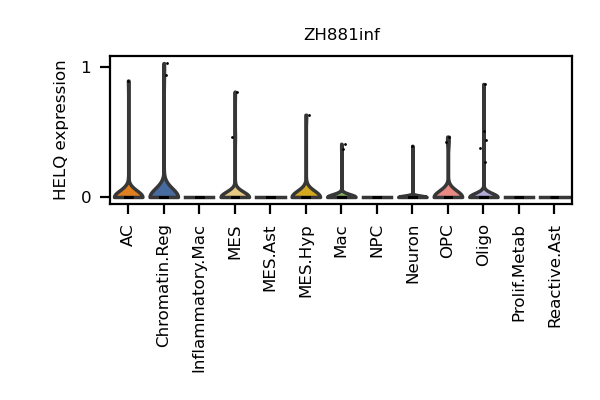 ZH881inf
HELQ expression
1
0
AC
Chromatin.Reg
Inflammatory.Mac
MES
MES.Ast
MES.Hyp
Mac
NPC
Neuron
OPC
Oligo
Prolif.Metab
Reactive.Ast